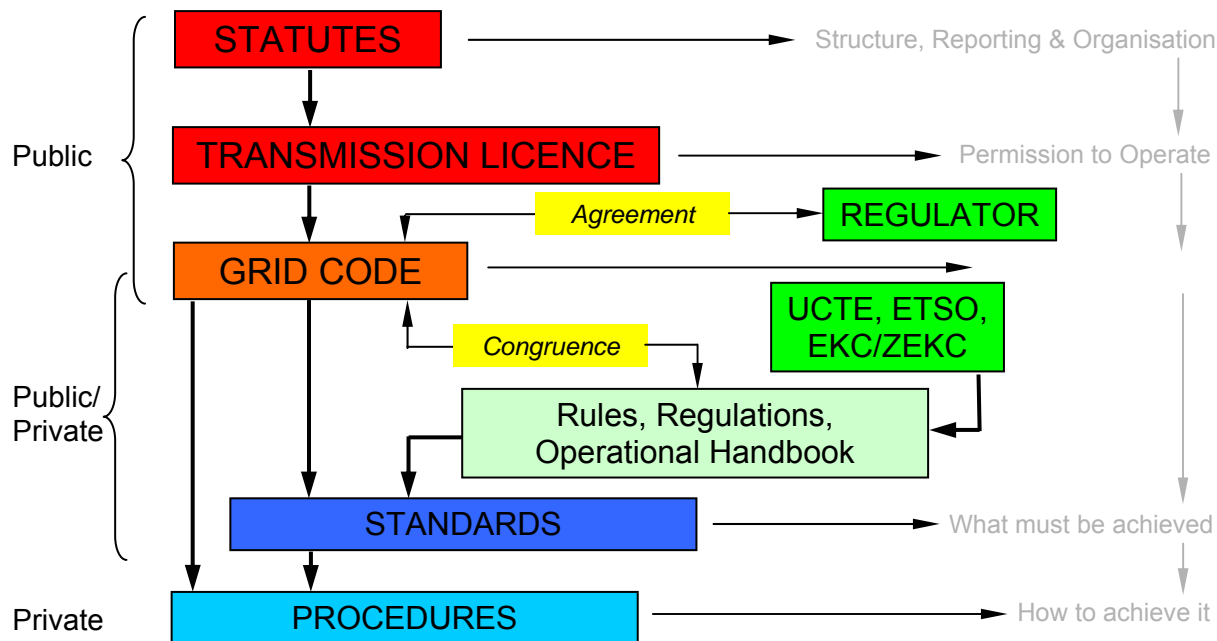 STATUTES
Structure, Reporting & Organisation
Public
TRANSMISSION LICENCE
Permission to Operate
Agreement
REGULATOR
GRID CODE
UCTE, ETSO,
EKC/ZEKC
Congruence
Public/
Private
Rules, Regulations,
Operational Handbook
STANDARDS
What must be achieved
Private
PROCEDURES
How to achieve it